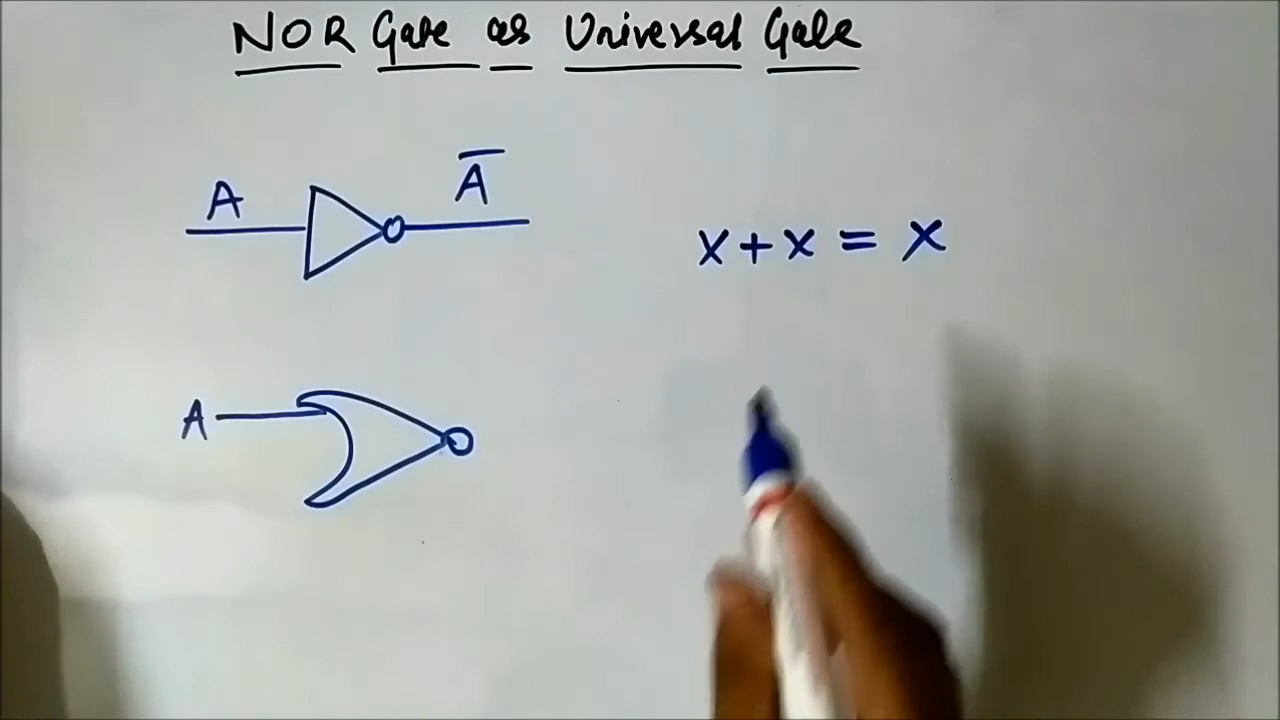 NOR Gate as Universal Gate
A
A̅
x + x = x
A